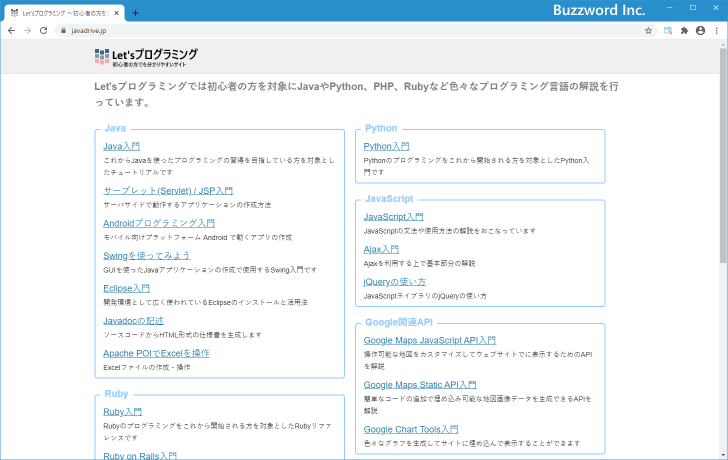 Let'sプログラミング ～初心者の方を
Buzzword Inc.
javadrive.jp
Let'sプログラミング
初心者の方でも分かりやすいサイト
Let'sプログラミングでは初心者の方を対象にJavaやPython、PHP、Rubyなど色々なプログラミング言語の解説を行
っています。
Java
Java入門
これからJavaを使ったプログラミングの習得を目指している方を対象とし
たチュートリアルです
サーブレット(Servlet) / JSP入門
サーバサイドで動作するアプリケーションの作成方法
Androidプログラミング入門
モバイル向けプラットフォーム Android で動くアプリの作成
Swingを使ってみよう
GUIを使ったJavaアプリケーションの作成で使用するSwing入門です
Eclipse入門
開発環境として広く使われているEclipseのインストールと活用法
Javadocの記述
ソースコードからHTML形式の仕様書を生成します
Apache POIでExcelを操作
Excelファイルの作成・操作
Ruby
Ruby入門
Rubyのプログラミングをこれから開始される方を対象としたRubyリファ
レンスです
Ruby on Rails入門
Python
Python入門
Pythonのプログラミングをこれから開始される方を対象としたPython入
門です
JavaScript
JavaScript入門
JavaScriptの文法や使用方法の解説をおこなっています
Ajax入門
Ajaxを利用する上で基本部分の解説
jQueryの使い方
JavaScriptライブラリのjQueryの使い方
Google関連API
Google Maps JavaScript API入門
操作可能な地図をカスタマイズしてウェブサイトでに表示するためのAPI
を解説
Google Maps Static API入門
簡単なコードの追加で埋め込み可能な地図画像データを生成できるAPIを
解説
Google Chart Tools入門
色々なグラフを生成してサイトに埋め込んで表示することができます